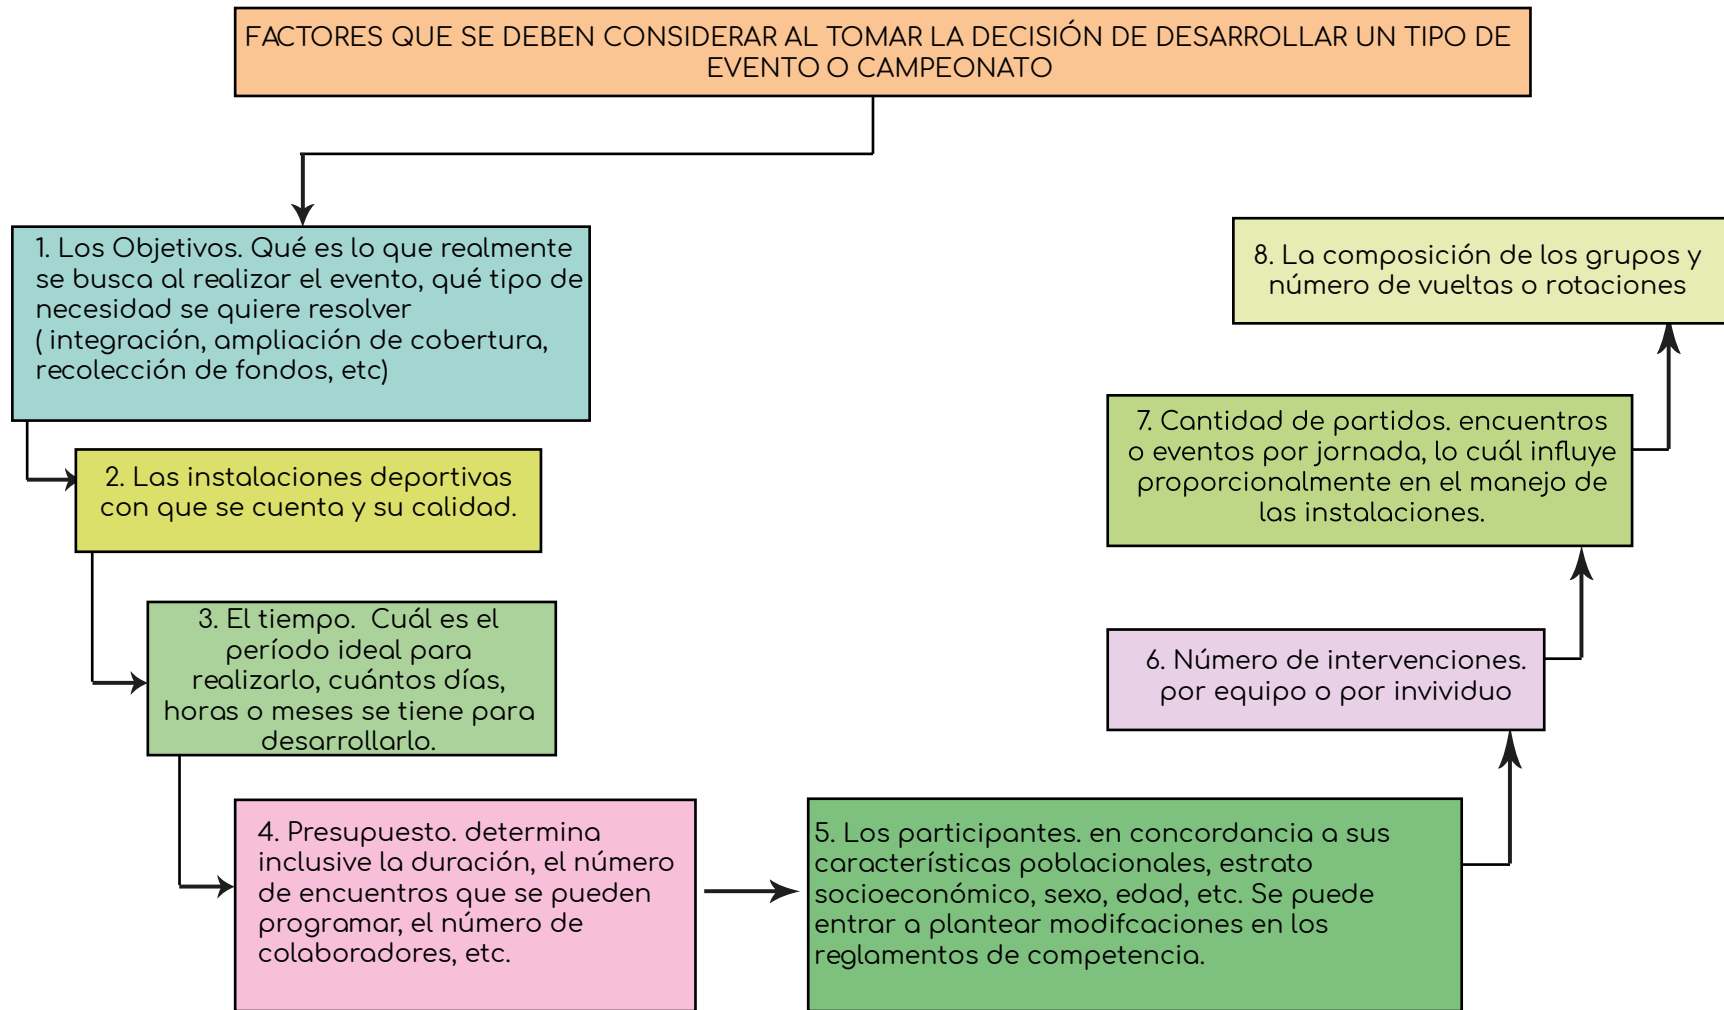 FACTORES QUE SE DEBEN CONSIDERAR AL TOMAR LA DECISIÓN DE DESARROLLAR UN TIPO DE
EVENTO O CAMPEONATO
1. Los Objetivos. Qué es lo que realmente
se busca al realizar el evento, qué tipo de
necesidad se quiere resolver
( integración, ampliación de cobertura,
recolección de fondos, etc)
2. Las instalaciones deportivas
con que se cuenta y su calidad.
3. El tiempo.  Cuál es el
período ideal para
realizarlo, cuántos días,
horas o meses se tiene para
desarrollarlo.
4. Presupuesto. determina
inclusive la duración, el número
de encuentros que se pueden
programar, el número de
colaboradores, etc.
5. Los participantes. en concordancia a sus
características poblacionales, estrato
socioeconómico, sexo, edad, etc. Se puede
entrar a plantear modifcaciones en los
reglamentos de competencia.
6. Número de intervenciones.
por equipo o por invividuo
7. Cantidad de partidos. encuentros
o eventos por jornada, lo cuál influye
proporcionalmente en el manejo de
las instalaciones.
8. La composición de los grupos y
número de vueltas o rotaciones